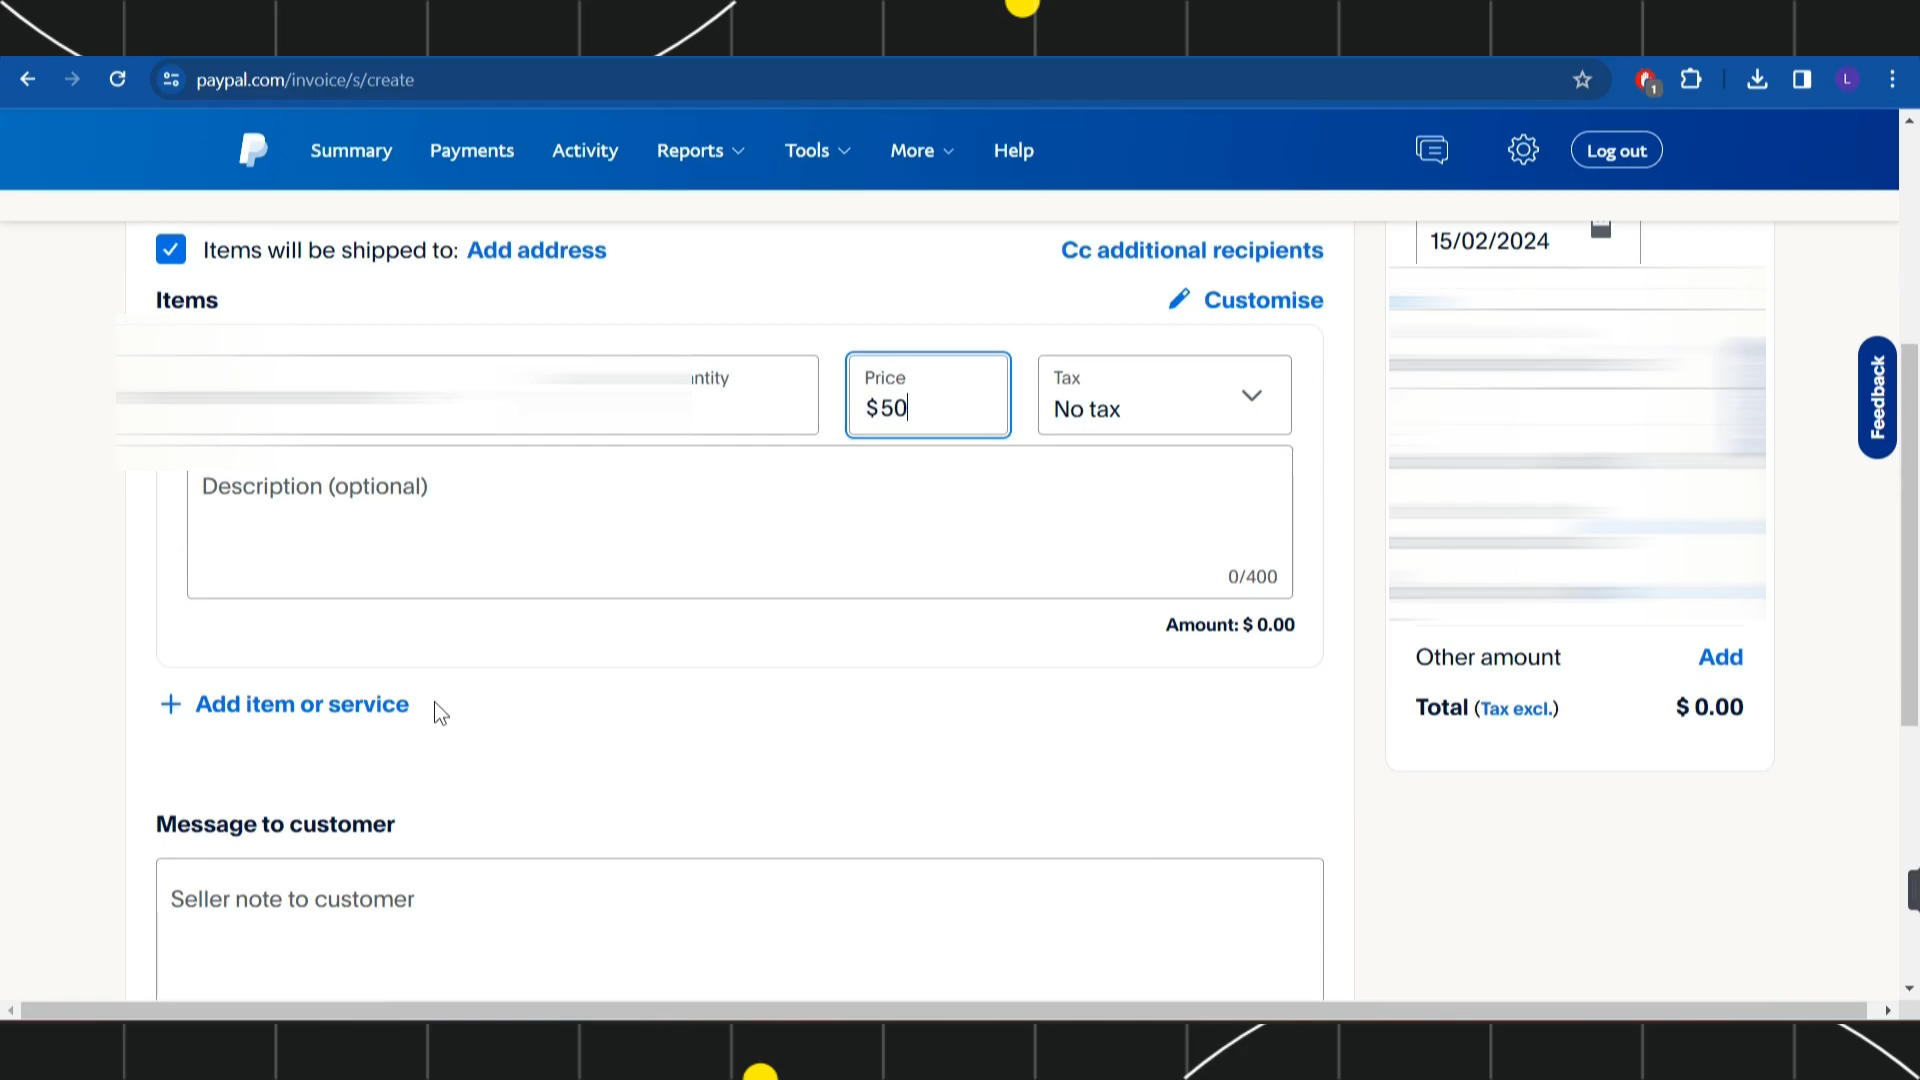 paypal.com/invoice/s/create
1
L
Summary
Payments
Activity
Reports
Tools
More
Help
Log out
Items will be shipped to: Add address
Cc additional recipients
15/02/2024
Items
Customise
Price
$50
Tax
No tax
Description (optional)
0/400
Amount: $ 0.00
Add item or service
Other amount
Add
Total (Tax excl.)
$ 0.00
Feedback
Message to customer
Seller note to customer